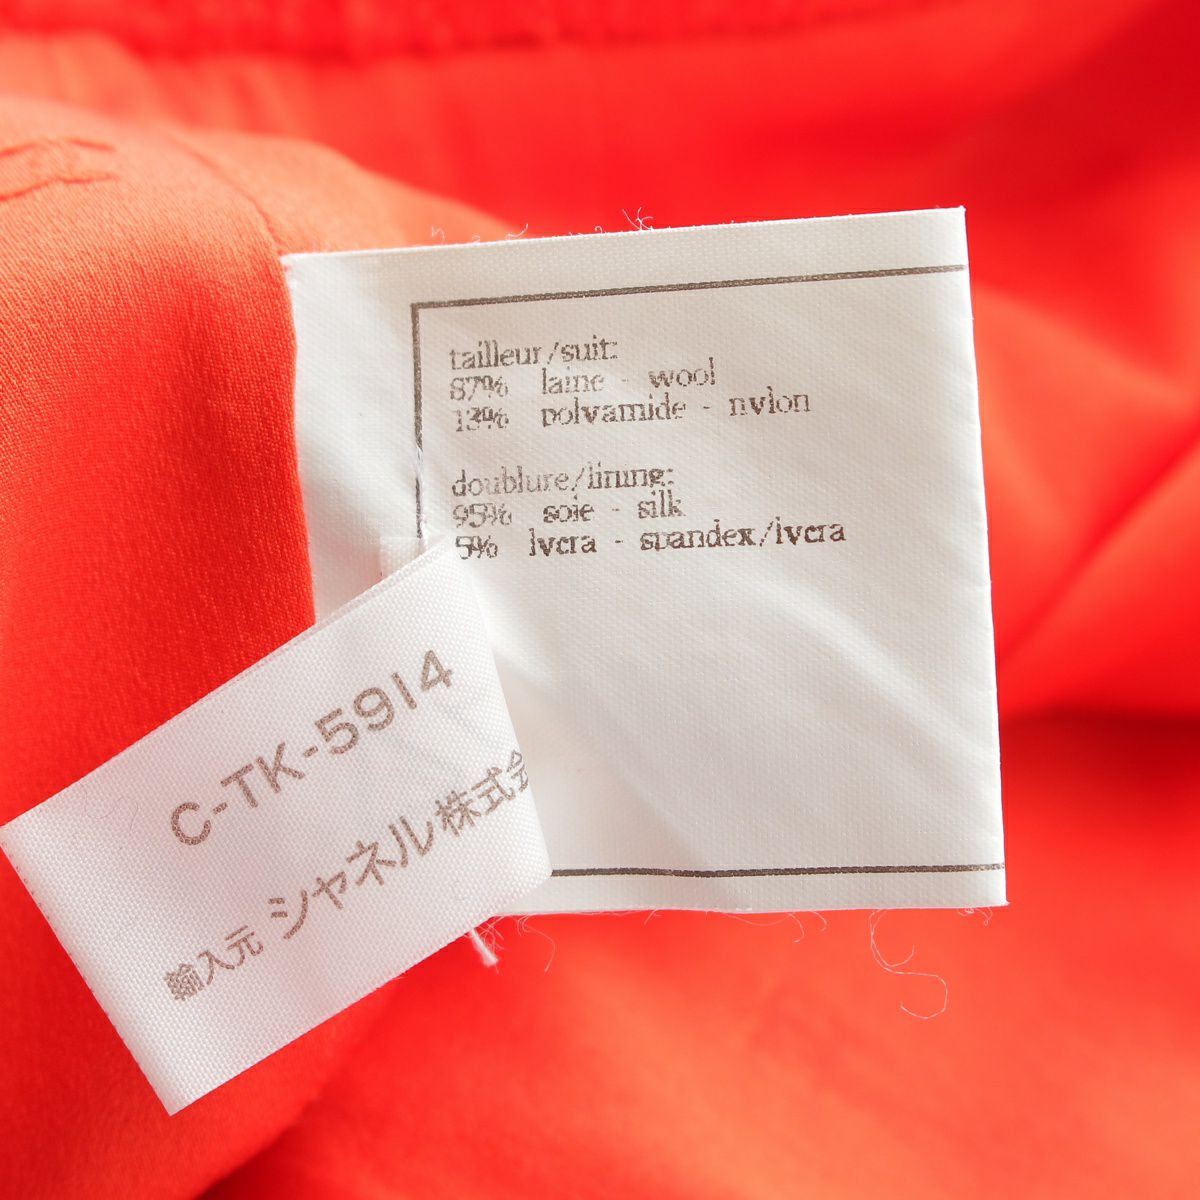 tailleur/suit:
87% laine - wool
13% polyamide - nylon
doublure/lining:
95% soie - silk
5% lycra - spandex/lycra
C-TK-5914
輸入元 シャネル株式会